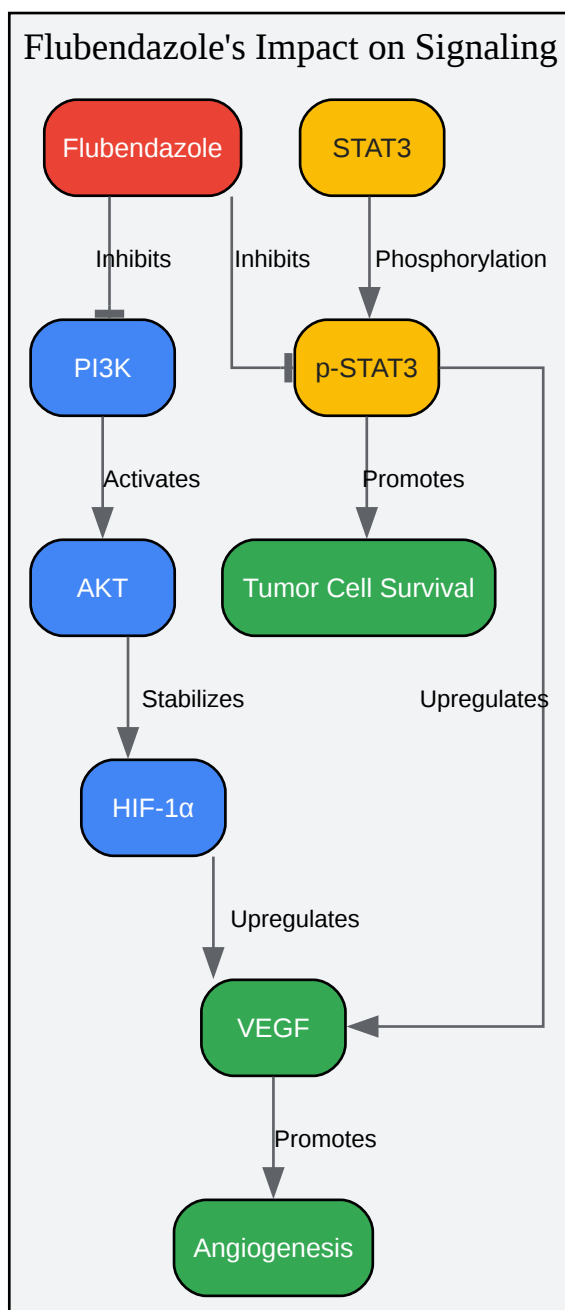 Flubendazole's Impact on Signaling
Flubendazole
STAT3
Inhibits
Inhibits
Phosphorylation
PI3K
p-STAT3
Activates
Promotes
AKT
Tumor Cell Survival
Stabilizes
Upregulates
HIF-1α
Upregulates
VEGF
Promotes
Angiogenesis